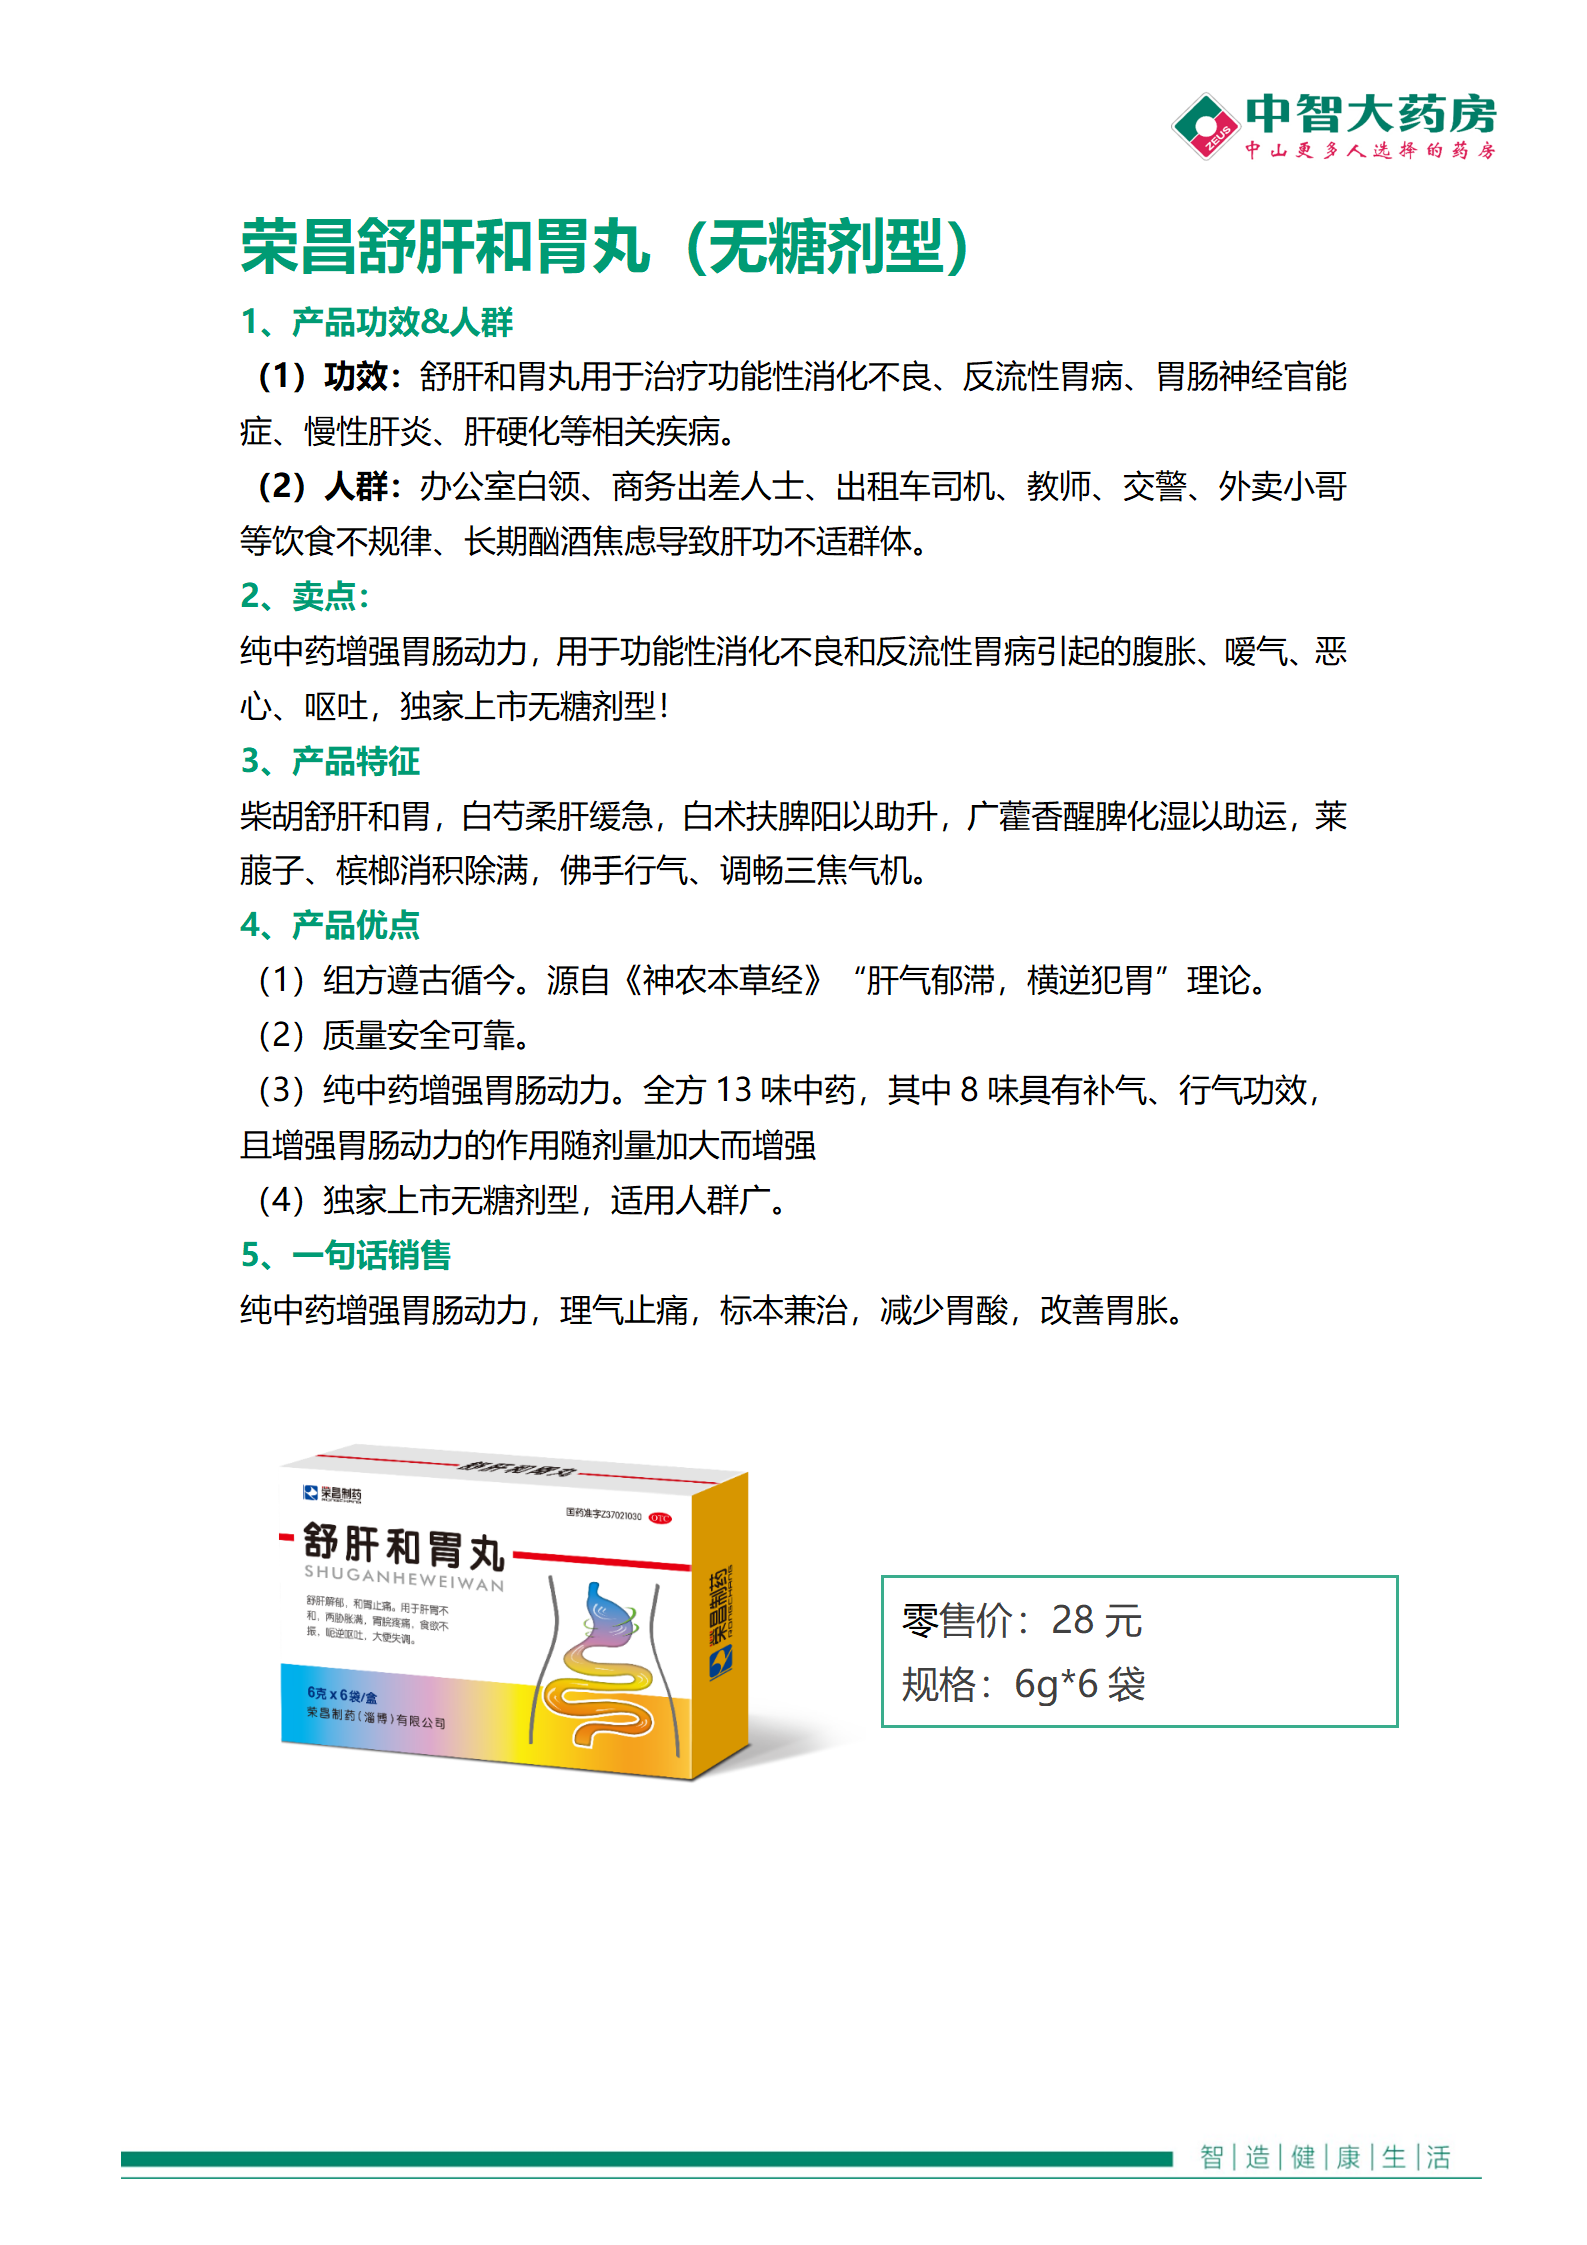 中智大药房
ZEUS
中山更多人选择的药房
荣昌舒肝和胃丸（无糖剂型）
1、产品功效&人群
（1）功效：舒肝和胃丸用于治疗功能性消化不良、反流性胃病、胃肠神经官能
症、慢性肝炎、肝硬化等相关疾病。
（2）人群：办公室白领、商务出差人士、出租车司机、教师、交警、外卖小哥
等饮食不规律、长期酗酒焦虑导致肝功不适群体。
2、卖点：
纯中药增强胃肠动力，用于功能性消化不良和反流性胃病引起的腹胀、嗳气、恶
心、呕吐，独家上市无糖剂型！
3、产品特征
柴胡舒肝和胃，白芍柔肝缓急，白术扶脾阳以助升，广藿香醒脾化湿以助运，莱
菔子、槟榔消积除满，佛手行气、调畅三焦气机。
4、产品优点
（1）组方遵古循今。源自《神农本草经》“肝气郁滞，横逆犯胃”理论。
（2）质量安全可靠。
（3）纯中药增强胃肠动力。全方 13 味中药，其中 8 味具有补气、行气功效，
且增强胃肠动力的作用随剂量加大而增强
（4）独家上市无糖剂型，适用人群广。
5、一句话销售
纯中药增强胃肠动力，理气止痛，标本兼治，减少胃酸，改善胃胀。
舒肝和胃丸
荣昌制药
国药准字Z37021030 OTC
舒肝和胃丸
SHUGANHEWEIWAN
舒肝解郁，和胃止痛。用于肝胃不
和，两胁胀满，胃脘疼痛，食欲不
振，呃逆呕吐，大便失调。
6克 x 6袋/盒
荣昌制药（淄博）有限公司
荣昌制药
零售价：28 元
规格：6g*6 袋
智|造|健|康|生|活